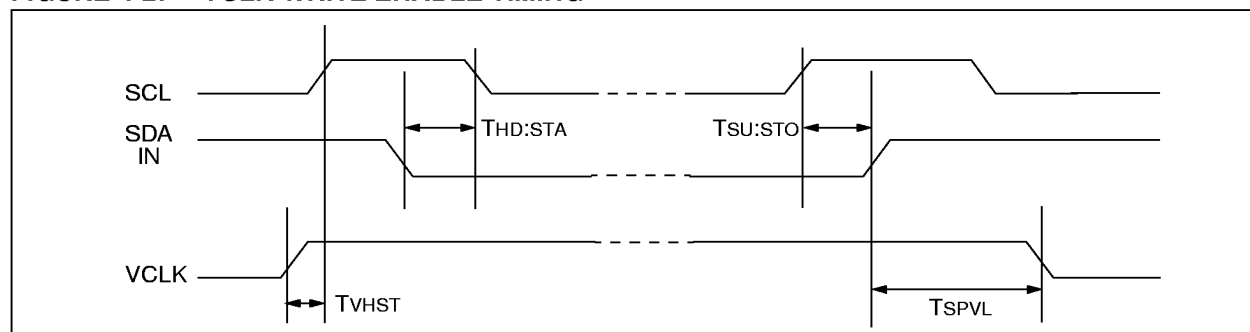 SCL
THD:STA
TSU:STO
SDA
IN
VCLK
TVHST
TSPVL